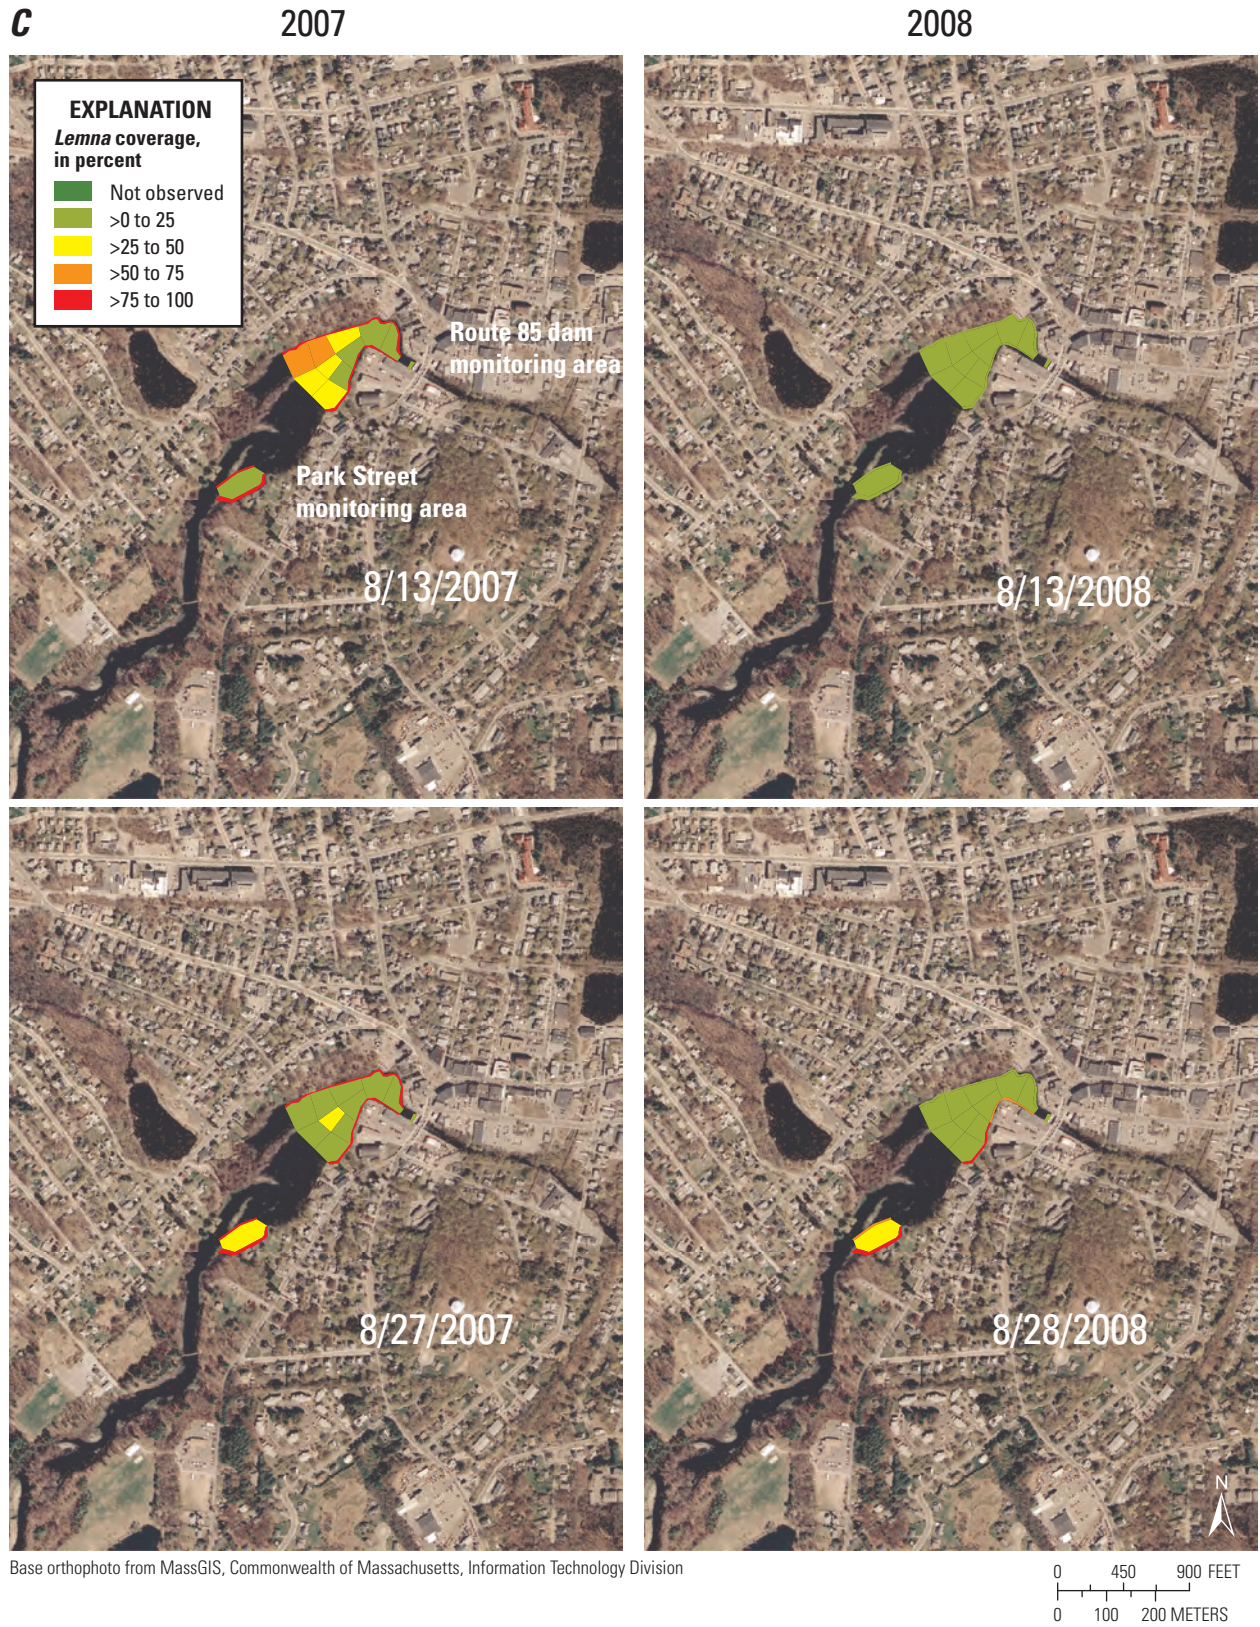 C
2007
2008
EXPLANATION
Lemna coverage,
in percent
Not observed
>0 to 25
>25 to 50
>50 to 75
>75 to 100
Route 85 dam
monitoring area
Park Street
monitoring area
8/13/2007
8/13/2008
8/27/2007
8/28/2008
N
Base orthophoto from MassGIS, Commonwealth of Massachusetts, Information Technology Division
0 450 900 FEET
0 100 200 METERS